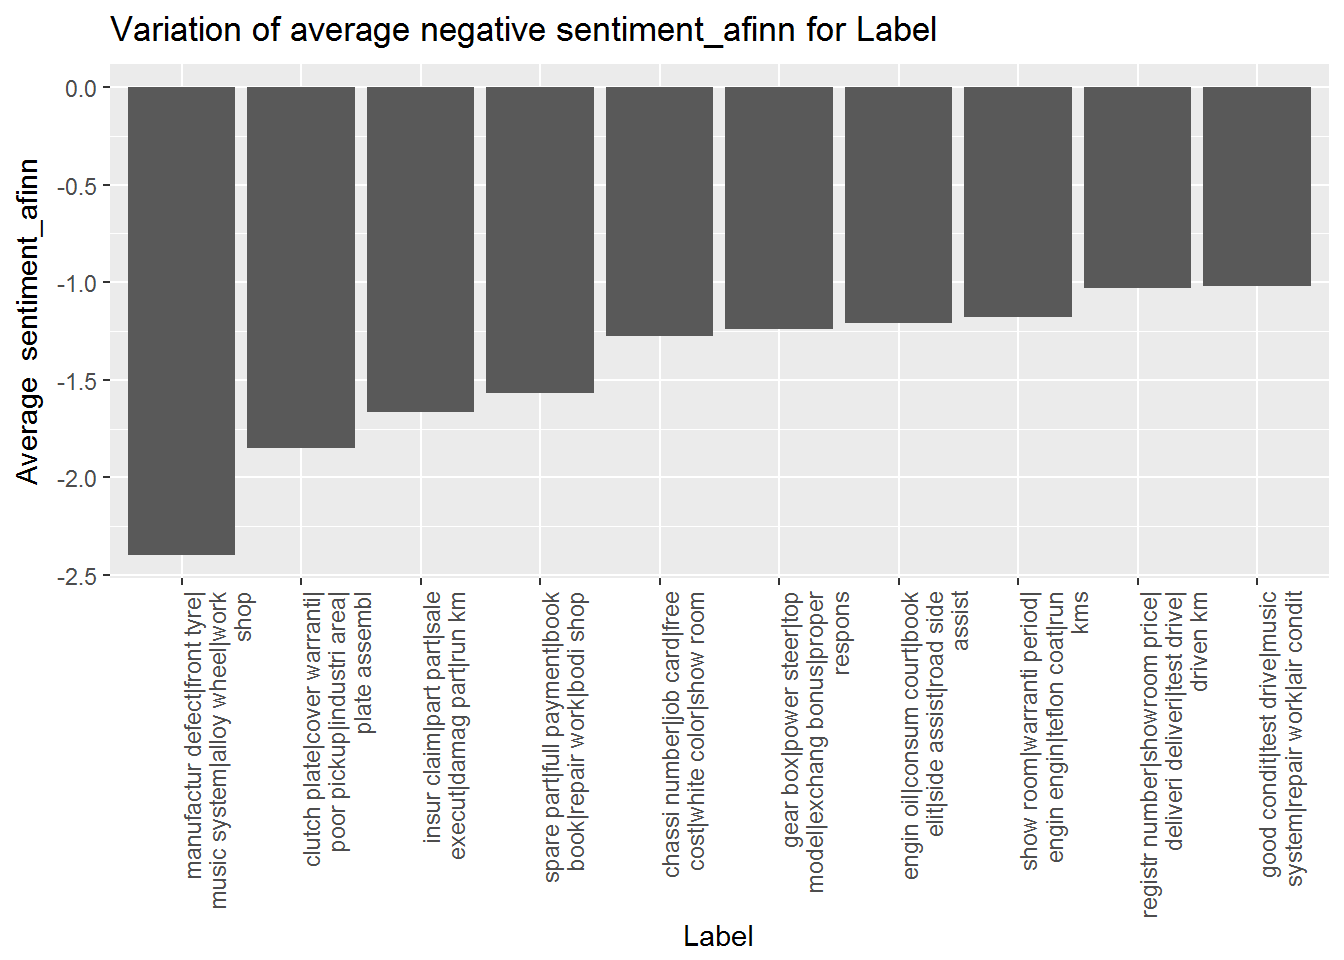 Variation of average negative sentiment_afinn for Label
Average  sentiment_afinn
0.0
-0.5
-1.0
-1.5
-2.0
-2.5
manufactur defect|front tyre|
music system|alloy wheel|work
shop
clutch plate|cover warranti|
poor pickup|industri area|
plate assembl
insur claim|part part|sale
execut|damag part|run km
spare part|full payment|book
book|repair work|bodi shop
chassi number|job card|free
cost|white color|show room
gear box|power steer|top
model|exchang bonus|proper
respons
engin oil|consum court|book
elit|side assist|road side
assist
show room|warranti period|
engin engin|teflon coat|run
kms
registr number|showroom price|
deliveri deliveri|test drive|
driven km
good condit|test drive|music
system|repair work|air condit
Label